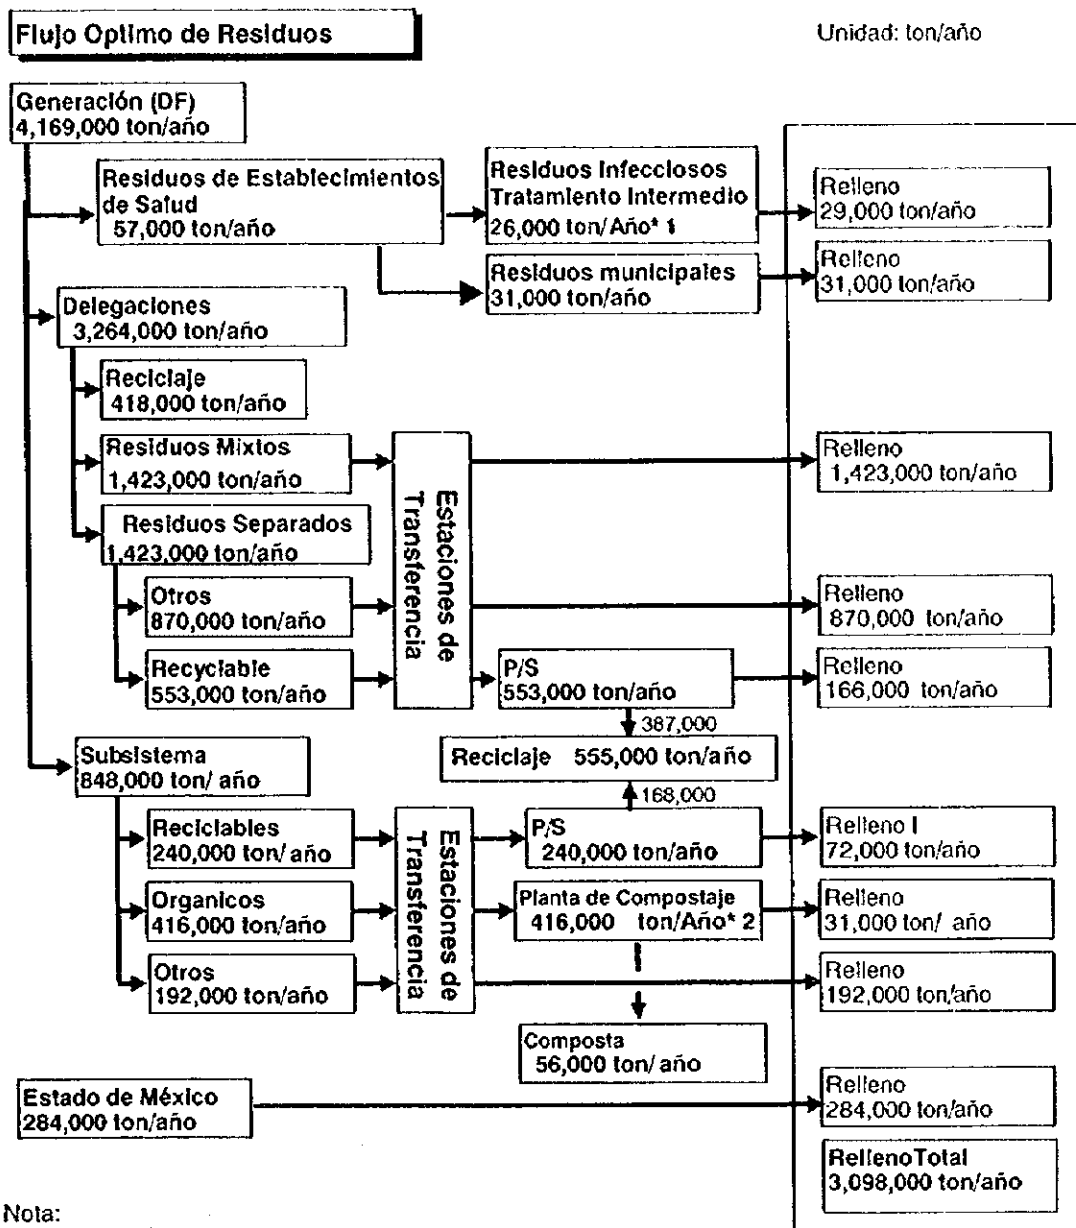 Flujo Optimo de Residuos
Unidad: ton/año
Generación (DF)
4,169,000 ton/año
Residuos de Establecimientos
de Salud
57,000 ton/año
Residuos Infecciosos
Tratamiento Intermedio
26,000 ton/Año* 1
Relleno
29,000 ton/año
Residuos municipales
31,000 ton/año
Relleno
31,000 ton/año
Delegaciones
3,264,000 ton/año
Reciclaje
418,000 ton/año
Residuos Mixtos
1,423,000 ton/año
Estaciones de
Transferencia
Relleno
1,423,000 ton/año
Residuos Separados
1,423,000 ton/año
Otros
870,000 ton/año
Relleno
870,000 ton/año
Recyclable
553,000 ton/año
P/S
553,000 ton/año
Relleno
166,000 ton/año
387,000
Reciclaje 555,000 ton/año
168,000
Subsistema
848,000 ton/ año
Reciclables
240,000 ton/ año
Estaciones de
Transferencia
P/S
240,000 ton/año
Relleno I
72,000 ton/año
Organicos
416,000 ton/año
Planta de Compostaje
416,000 ton/Año* 2
Relleno
31,000 ton/ año
Otros
192,000 ton/año
Relleno
192,000 ton/año
Composta
56,000 ton/ año
Estado de México
284,000 ton/año
Relleno
284,000 ton/año
RellenoTotal
3,098,000 ton/año
Nota: